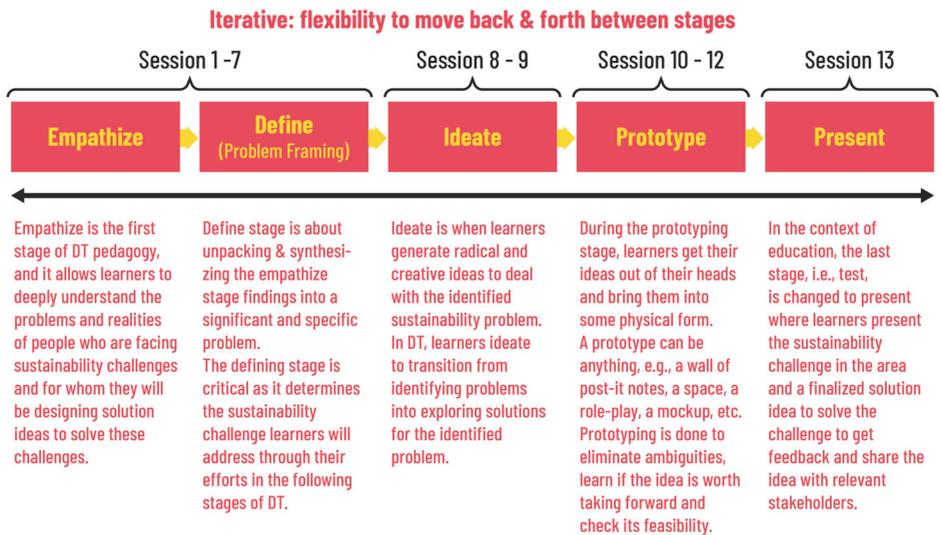 Iterative: flexibility to move back & forth between stages
Session 1 -7
Session 8 - 9
Session 10 - 12
Session 13
Empathize
Define
(Problem Framing)
Ideate
Prototype
Present
Empathize is the first
stage of DT pedagogy,
and it allows learners to
deeply understand the
problems and realities
of people who are facing
sustainability challenges
and for whom they will
be designing solution
ideas to solve these
challenges.
Define stage is about
unpacking & synthesi-
zing the empathize
stage findings into a
significant and specific
problem.
The defining stage is
critical as it determines
the sustainability
challenge learners will
address through their
efforts in the following
stages of DT.
Ideate is when learners
generate radical and
creative ideas to deal
with the identified
sustainability problem.
In DT, learners ideate
to transition from
identifying problems
into exploring solutions
for the identified
problem.
During the prototyping
stage, learners get their
ideas out of their heads
and bring them into
some physical form.
A prototype can be
anything, e.g., a wall of
post-it notes, a space, a
role-play, a mockup, etc.
Prototyping is done to
eliminate ambiguities,
learn if the idea is worth
taking forward and
check its feasibility.
In the context of
education, the last
stage, i.e., test,
is changed to present
where learners present
the sustainability
challenge in the area
and a finalized solution
idea to solve the
challenge to get
feedback and share the
idea with relevant
stakeholders.